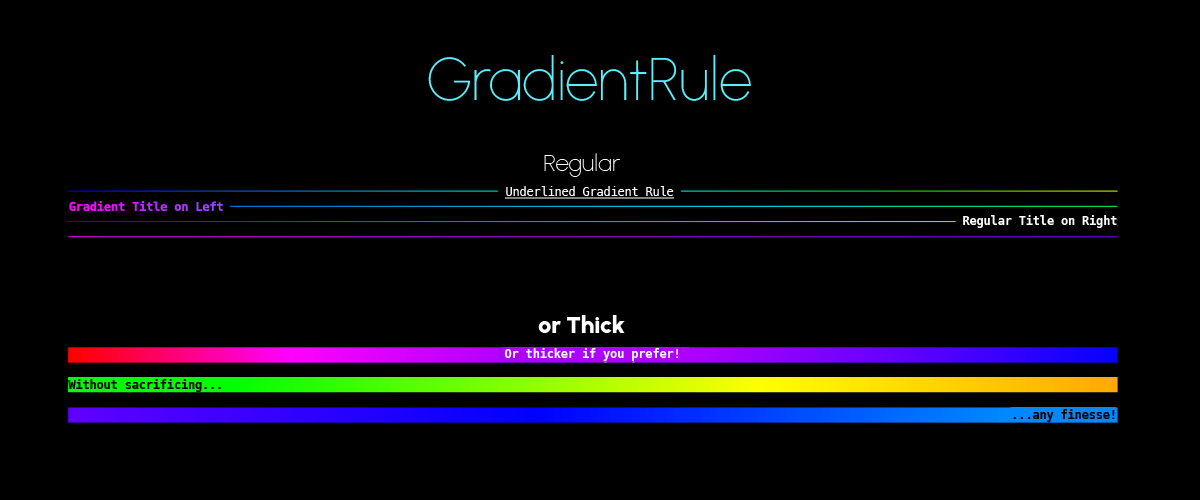 GradientRule
Regular
Underlined Gradient Rule
Gradient Title on Left
Regular Title on Right
or Thick
Or thicker if you prefer!
Without sacrificing...
...any finesse!